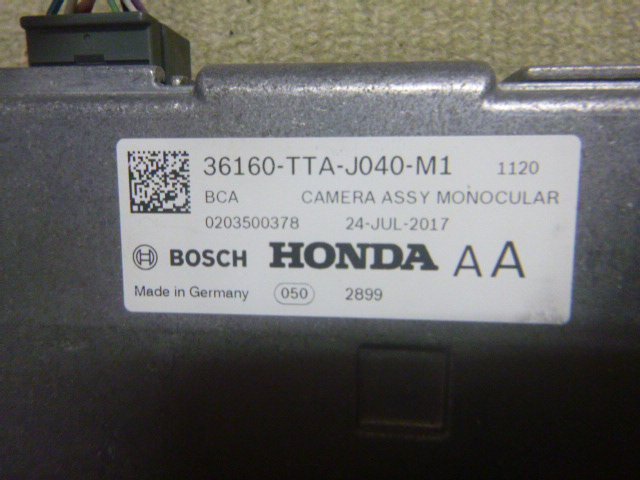 36160-TTA-J040-M1 1120
BCA CAMERA ASSY MONOCULAR
0203500378 24-JUL-2017
BOSCH HONDA A A
Made in Germany 050 2899